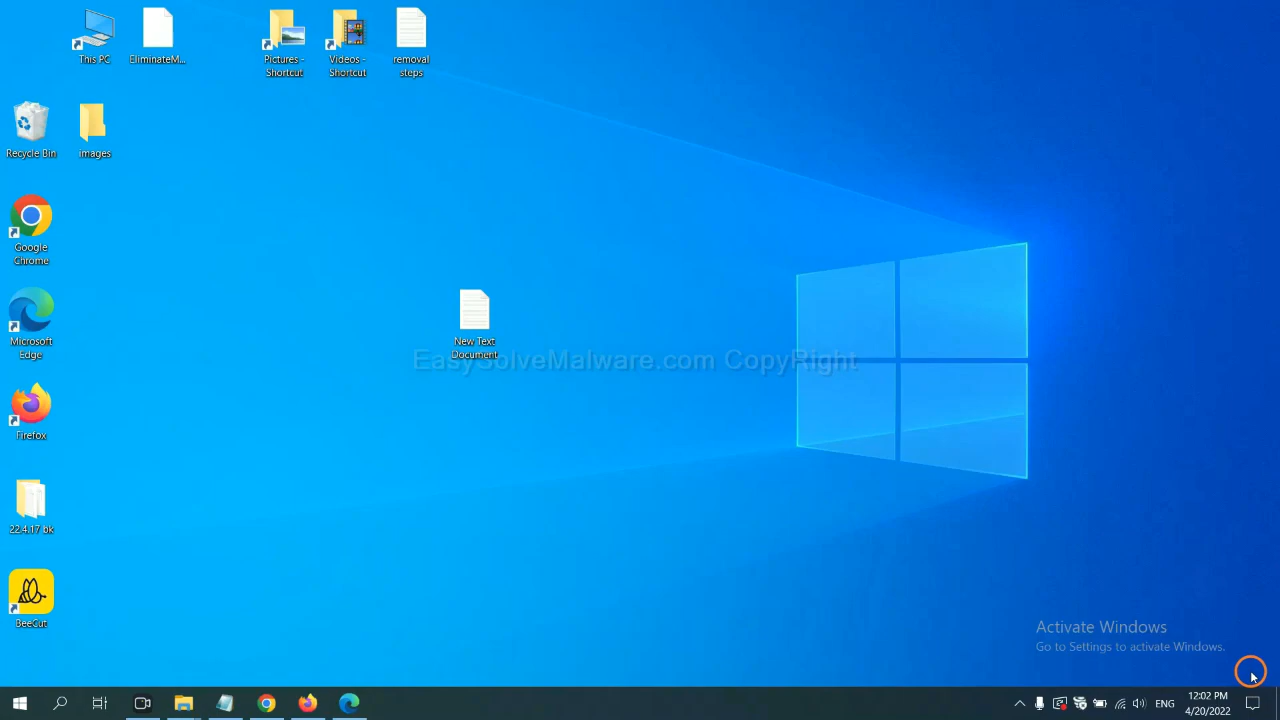 This PC
EliminateM...
Pictures -
Shortcut
Videos -
Shortcut
removal
steps
Recycle Bin
images
Google
Chrome
Microsoft
Edge
New Text
Document
EasySolveMalware.com CopyRight
Firefox
22.4.17 bk
BeeCut
Activate Windows
Go to Settings to activate Windows.
ENG
12:02 PM
4/20/2022